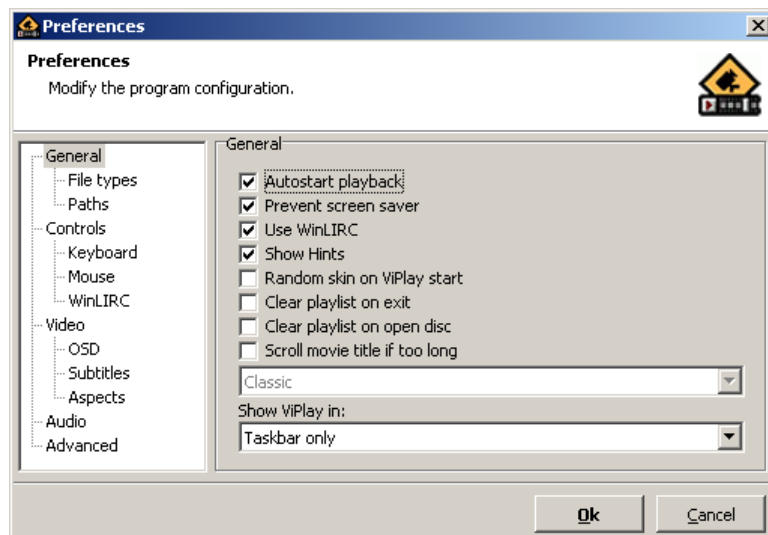 Preferences
Preferences
Modify the program configuration.
General
File types
Paths
Controls
Keyboard
Mouse
WinLIRC
Video
OSD
Subtitles
Aspects
Audio
Advanced
General
Autostart playback
Prevent screen saver
Use WinLIRC
Show Hints
Random skin on ViPlay start
Clear playlist on exit
Clear playlist on open disc
Scroll movie title if too long
Classic
Show ViPlay in:
Taskbar only
Ok
Cancel